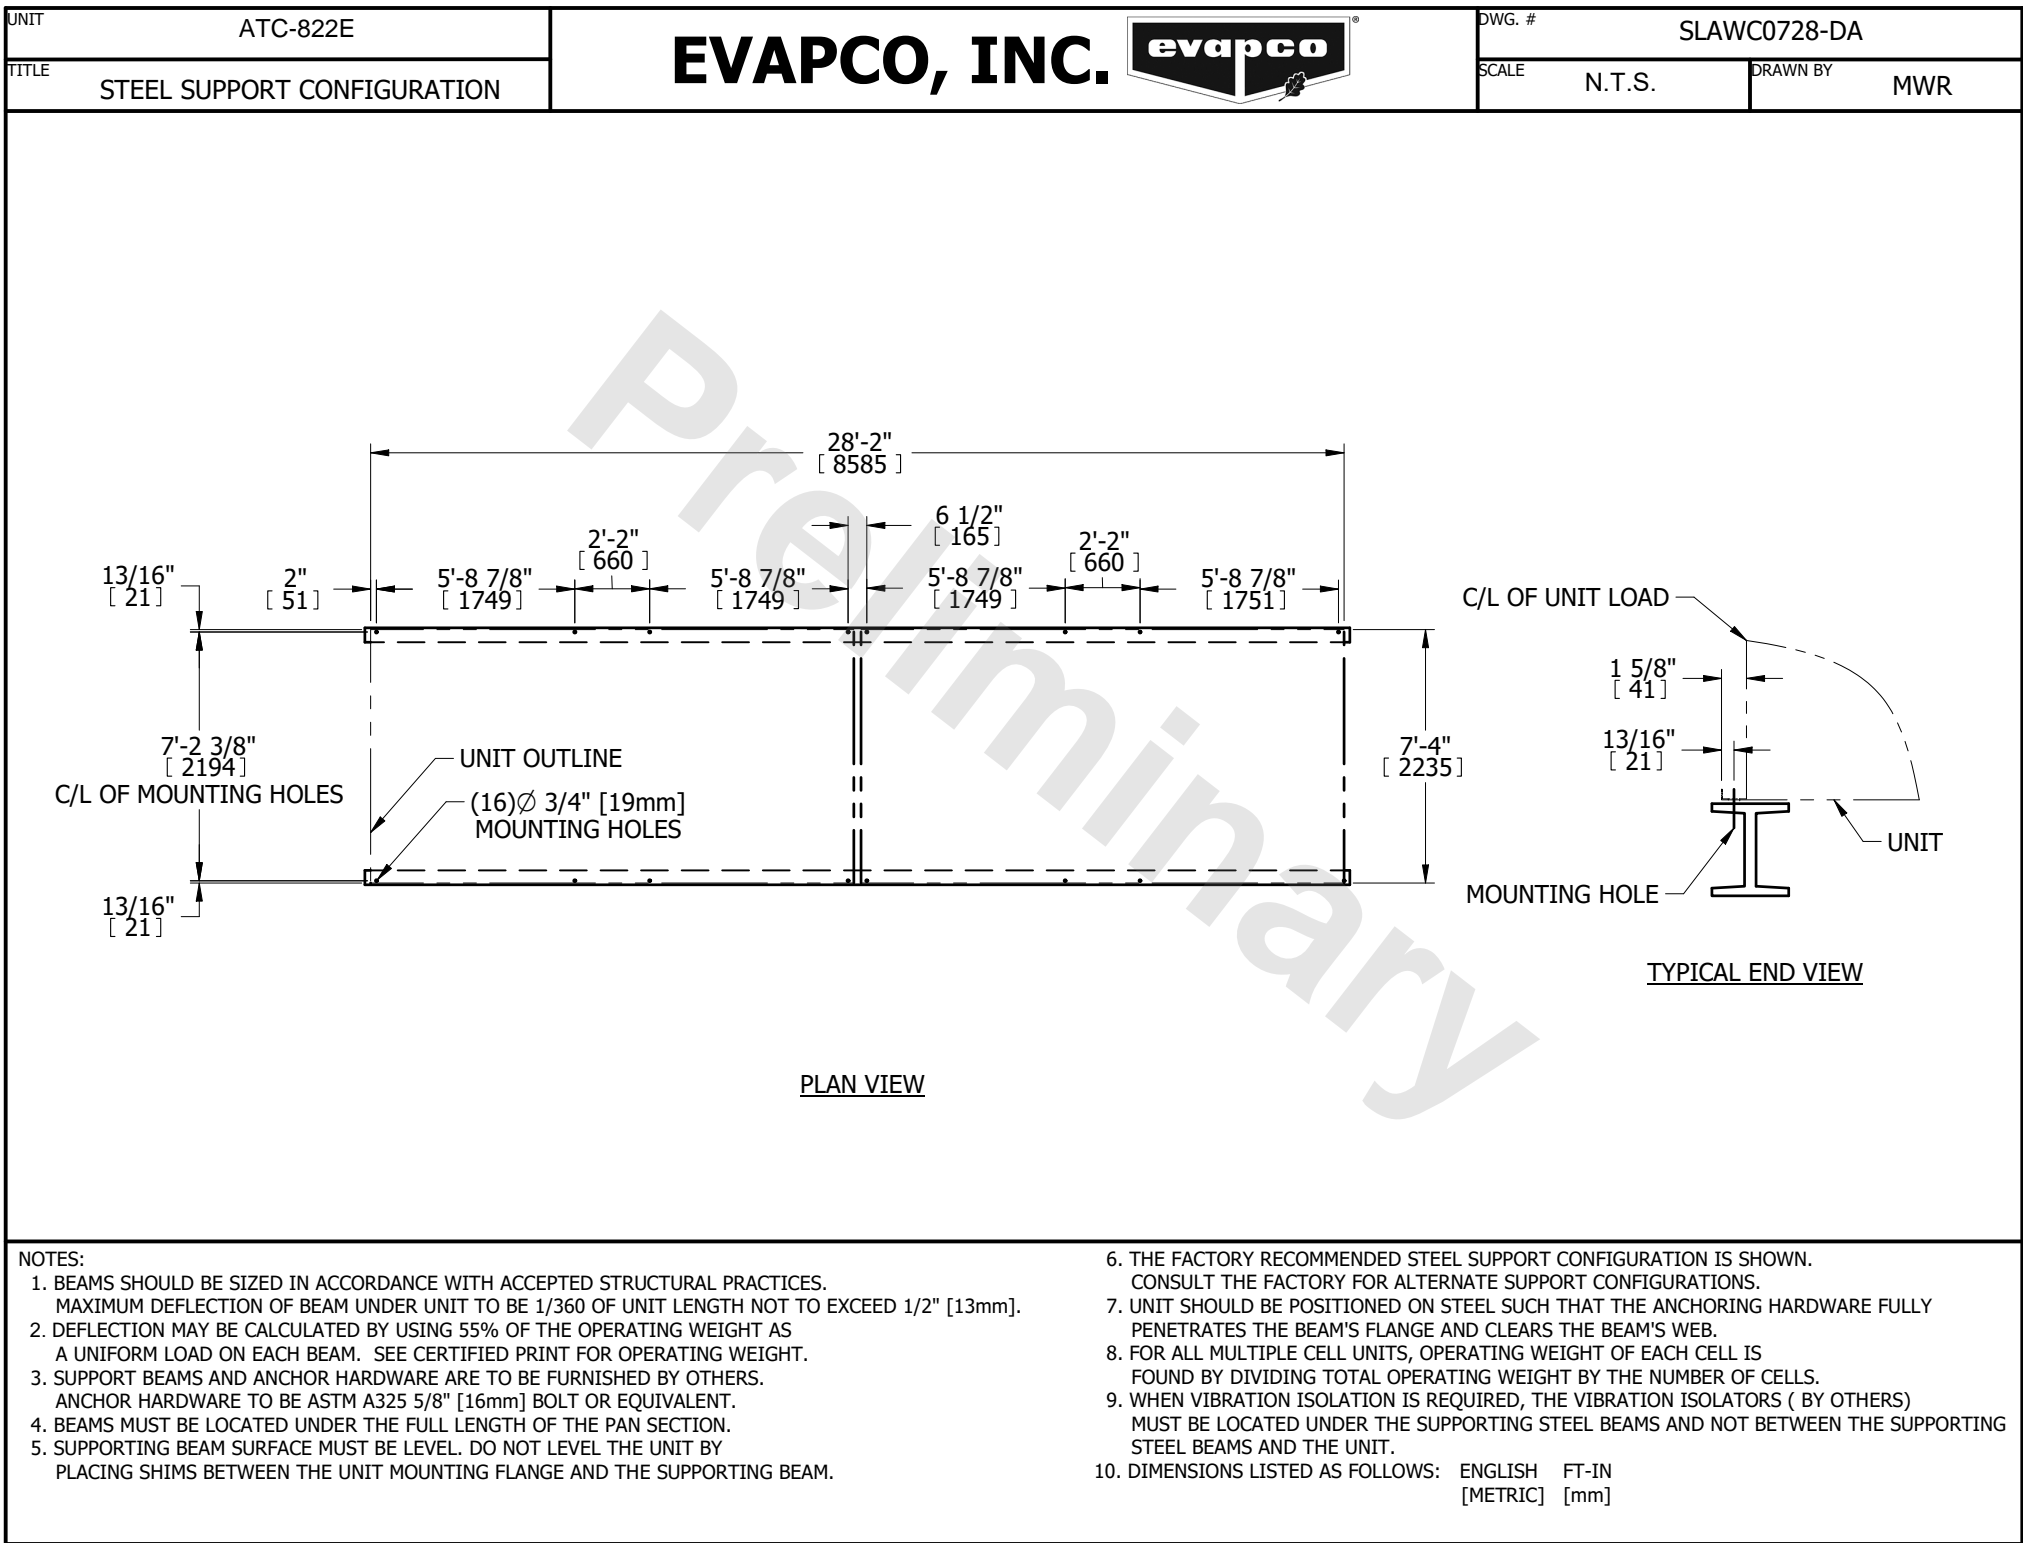 UNIT
ATC-822E
TITLE
STEEL SUPPORT CONFIGURATION
EVAPCO, INC.
evapco
®
DWG. #
SLAWC0728-DA
SCALE
N.T.S.
DRAWN BY
MWR
28'-2"
[ 8585 ]
6 1/2"
[ 165]
2'-2"
[ 660 ]
2'-2"
[ 660 ]
13/16"
[ 21]
2"
[ 51]
5'-8 7/8"
[ 1749]
5'-8 7/8"
[ 1749 ]
5'-8 7/8"
[ 1749 ]
5'-8 7/8"
[ 1751]
7'-2 3/8"
[ 2194]
C/L OF MOUNTING HOLES
UNIT OUTLINE
(16)Ø 3/4" [19mm]
MOUNTING HOLES
13/16"
[ 21]
7'-4"
[ 2235]
C/L OF UNIT LOAD
1 5/8"
[ 41]
13/16"
[ 21]
UNIT
MOUNTING HOLE
TYPICAL END VIEW
PLAN VIEW
Preliminary
NOTES:
1. BEAMS SHOULD BE SIZED IN ACCORDANCE WITH ACCEPTED STRUCTURAL PRACTICES.
MAXIMUM DEFLECTION OF BEAM UNDER UNIT TO BE 1/360 OF UNIT LENGTH NOT TO EXCEED 1/2" [13mm].
2. DEFLECTION MAY BE CALCULATED BY USING 55% OF THE OPERATING WEIGHT AS
A UNIFORM LOAD ON EACH BEAM. SEE CERTIFIED PRINT FOR OPERATING WEIGHT.
3. SUPPORT BEAMS AND ANCHOR HARDWARE ARE TO BE FURNISHED BY OTHERS.
ANCHOR HARDWARE TO BE ASTM A325 5/8" [16mm] BOLT OR EQUIVALENT.
4. BEAMS MUST BE LOCATED UNDER THE FULL LENGTH OF THE PAN SECTION.
5. SUPPORTING BEAM SURFACE MUST BE LEVEL. DO NOT LEVEL THE UNIT BY
PLACING SHIMS BETWEEN THE UNIT MOUNTING FLANGE AND THE SUPPORTING BEAM.
6. THE FACTORY RECOMMENDED STEEL SUPPORT CONFIGURATION IS SHOWN.
CONSULT THE FACTORY FOR ALTERNATE SUPPORT CONFIGURATIONS.
7. UNIT SHOULD BE POSITIONED ON STEEL SUCH THAT THE ANCHORING HARDWARE FULLY
PENETRATES THE BEAM'S FLANGE AND CLEARS THE BEAM'S WEB.
8. FOR ALL MULTIPLE CELL UNITS, OPERATING WEIGHT OF EACH CELL IS
FOUND BY DIVIDING TOTAL OPERATING WEIGHT BY THE NUMBER OF CELLS.
9. WHEN VIBRATION ISOLATION IS REQUIRED, THE VIBRATION ISOLATORS ( BY OTHERS)
MUST BE LOCATED UNDER THE SUPPORTING STEEL BEAMS AND NOT BETWEEN THE SUPPORTING
STEEL BEAMS AND THE UNIT.
10. DIMENSIONS LISTED AS FOLLOWS: ENGLISH FT-IN
[METRIC] [mm]